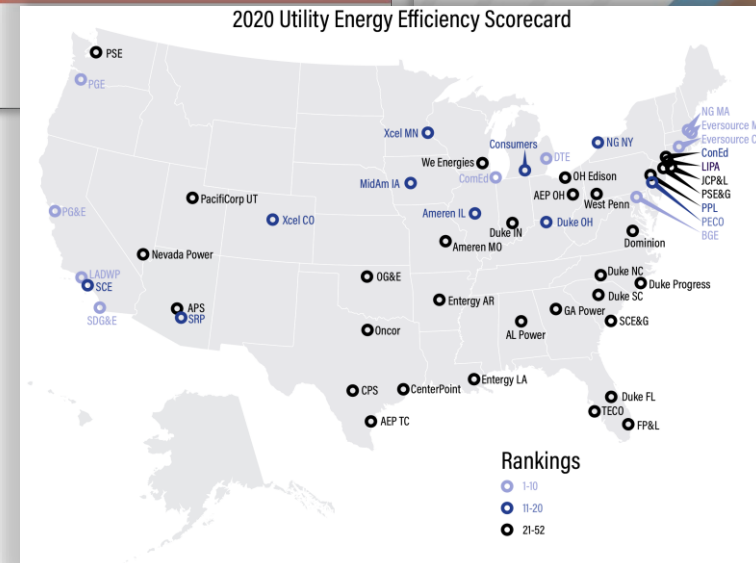 2020 Utility Energy Efficiency Scorecard
PSE
PGE
Xcel MN
Consumers
NG NY
NG MA
Eversource M
Eversource C
ConEd
LIPA
JCP&L
PSE&G
PPL
PECO
BGE
We Energies
DTE
ComEd
MidAm IA
OH Edison
AEP OH
West Penn
PacifiCorp UT
PG&E
Xcel CO
Ameren IL
Duke IN
Duke OH
Dominion
Ameren MO
Nevada Power
LADWP
SCE
SDG&E
APS
SRP
OG&E
Entergy AR
Duke NC
Duke Progress
Duke SC
GA Power
SCE&G
AL Power
Oncor
CPS
CenterPoint
Entergy LA
AEP TC
Duke FL
TECO
FP&L
Rankings
1-10
11-20
21-52